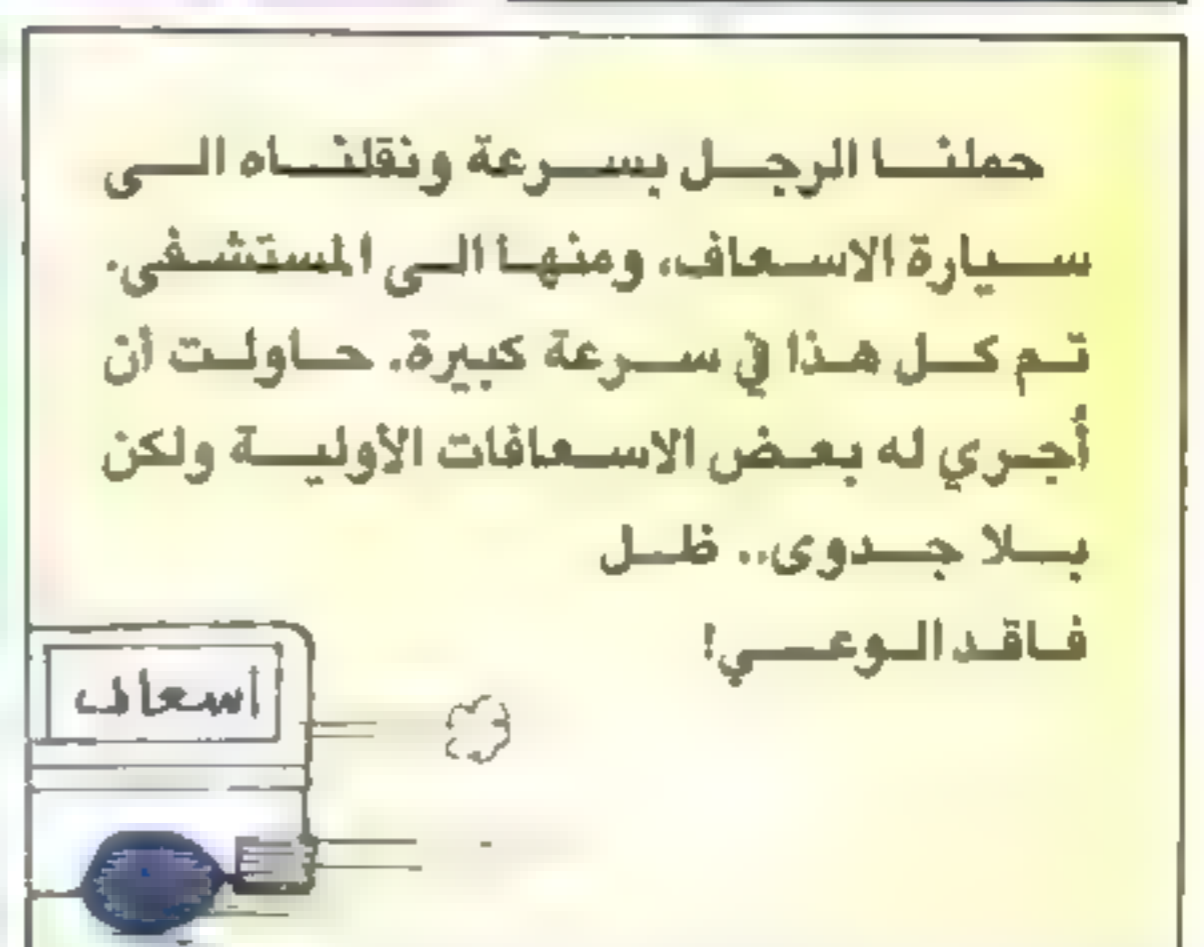 حملنا الرجل بسرعة ونقلناه الى
سيارة الاسعاف، ومنها الى المستشفى.
تم كل هذا في سرعة كبيرة. حاولت أن
أجري له بعض الاسعافات الأولية ولكن
بلا جدوى.. ظل
فاقد الوعي!
اسعاف